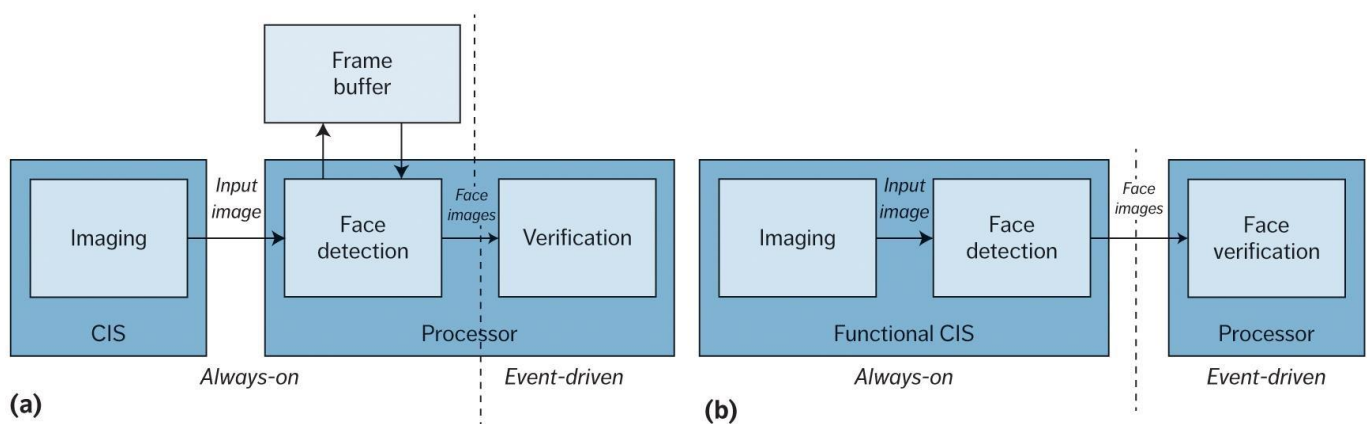 Frame
buffer
Input
image
Face
images
Imaging
Face
detection
Verification
CIS
Processor
Always-on
Event-driven
(a)
Input
image
Face
images
Imaging
Face
detection
Face
verification
Functional CIS
Processor
Always-on
Event-driven
(b)